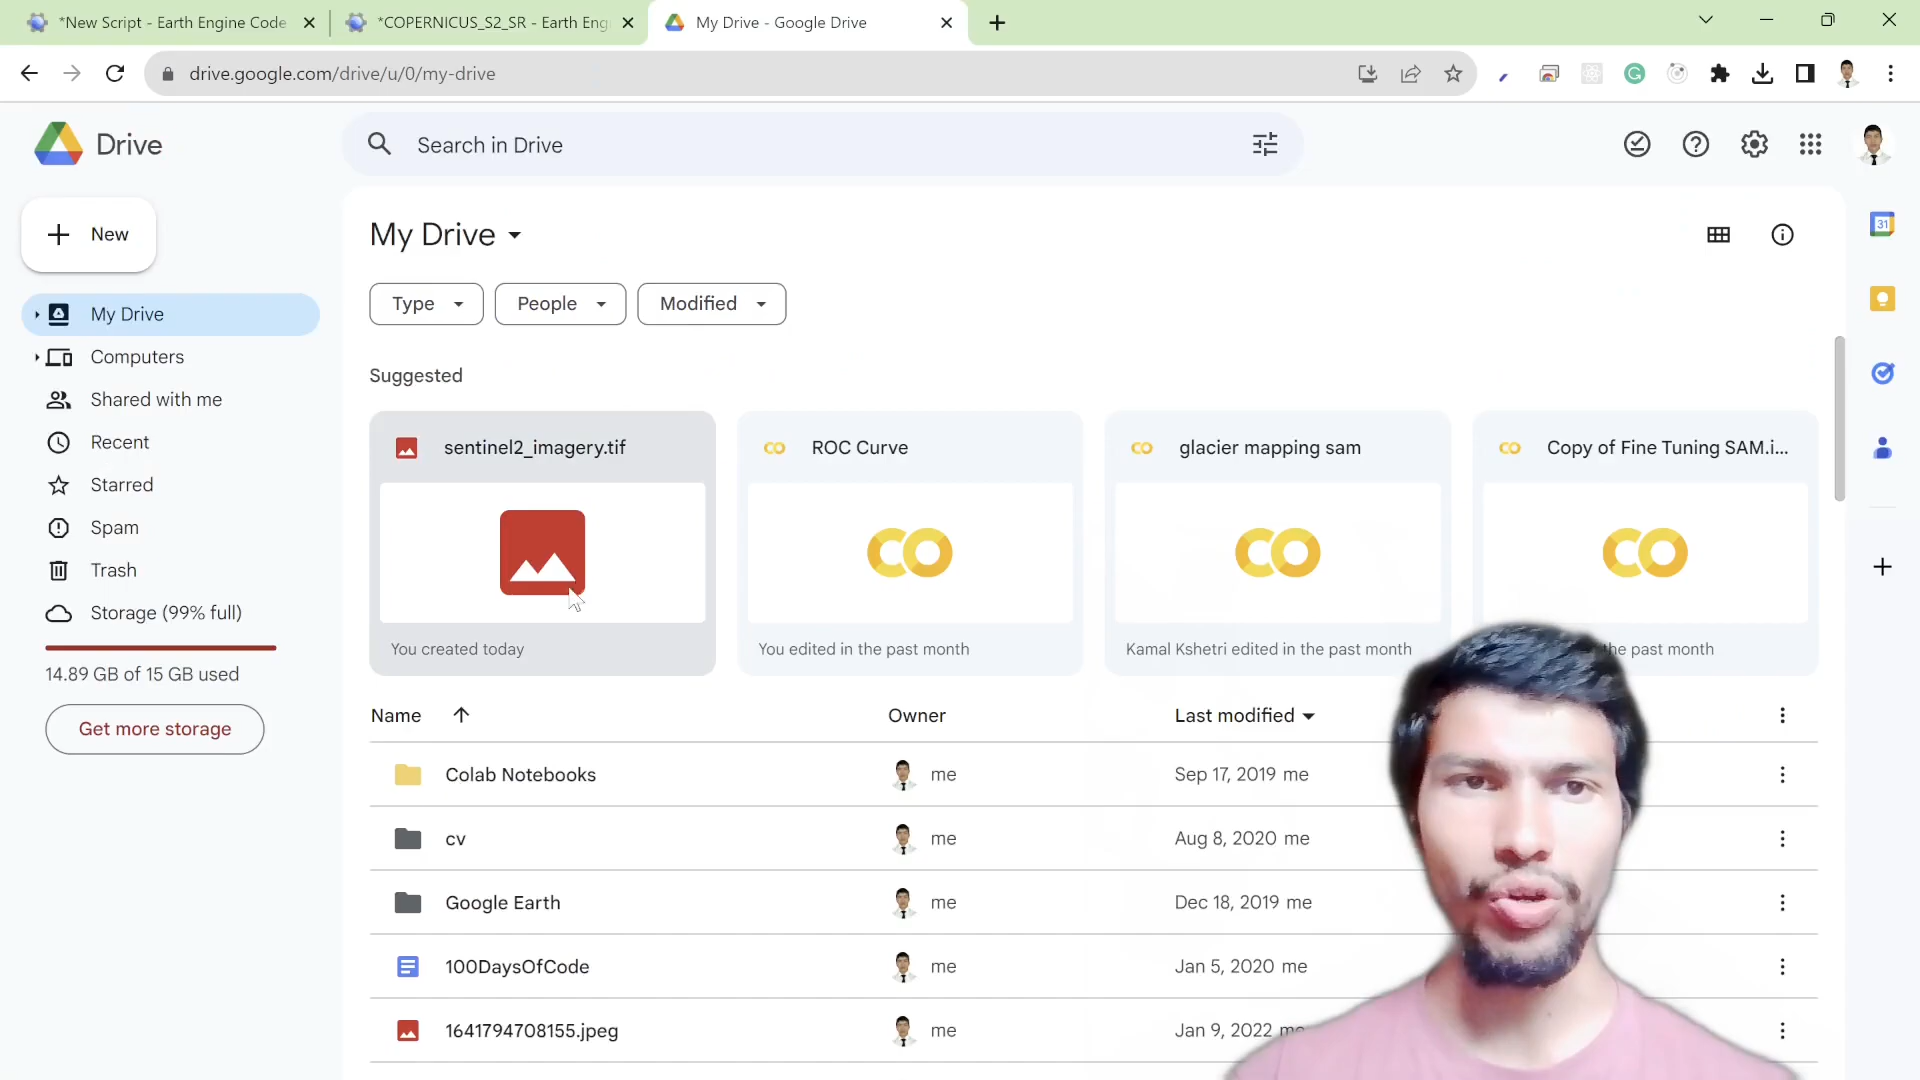 *New Script - Earth Engine Code
*COPERNICUS_S2_SR - Earth Eng
My Drive - Google Drive
drive.google.com/drive/u/0/my-drive
Drive
Search in Drive
New
My Drive
Type
People
Modified
My Drive
Computers
Shared with me
Recent
Starred
Spam
Trash
Storage (99% full)
14.89 GB of 15 GB used
Get more storage
Suggested
sentinel2_imagery.tif
ROC Curve
glacier mapping sam
Copy of Fine Tuning SAM.i...
You created today
You edited in the past month
Kamal Kshetri edited in the past month
the past month
Name
Owner
Last modified
Colab Notebooks
me
Sep 17, 2019 me
cv
me
Aug 8, 2020 me
Google Earth
me
Dec 18, 2019 me
100DaysOfCode
me
Jan 5, 2020 me
1641794708155.jpeg
me
Jan 9, 2022 me
31